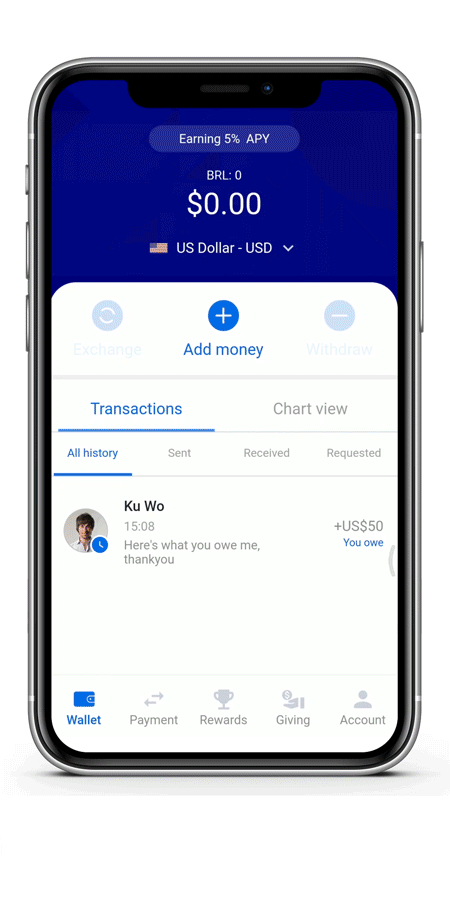 Earning 5% APY
BRL: 0
$0.00
US Dollar - USD
Exchange
Add money
Withdraw
Transactions
Chart view
All history
Sent
Received
Requested
Ku Wo
15:08
+US$50
Here's what you owe me,
You owe
thankyou
Wallet
Payment
Rewards
Giving
Account